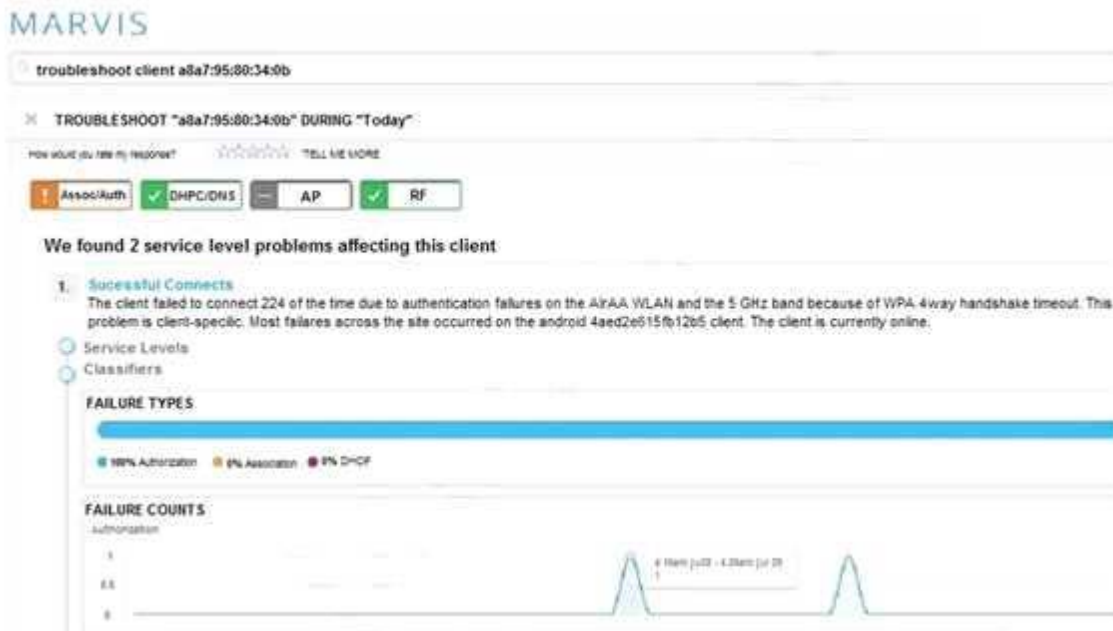 MARVIS
troubleshoot client a8a7:95:80:34:0b
TROUBLESHOOT "a8a7:95:80:34:0b" DURING "Today"
How would you rate my response? TELL ME MORE
Assoc/Auth DHPC/DNS AP RF
We found 2 service level problems affecting this client
1. Sucessful Connects
The client failed to connect 224 of the time due to authentication failures on the AirAA WLAN and the 5 GHz band because of WPA 4way handshake timeout. This
problem is client-specific. Most failares across the site occurred on the android 4aed2e615fb12b5 client. The client is currently online.
Service Levels
Classifiers
FAILURE TYPES
100% Authorization 0% Association 0% DHCP
FAILURE COUNTS
Authorization
1
0.5
0
1